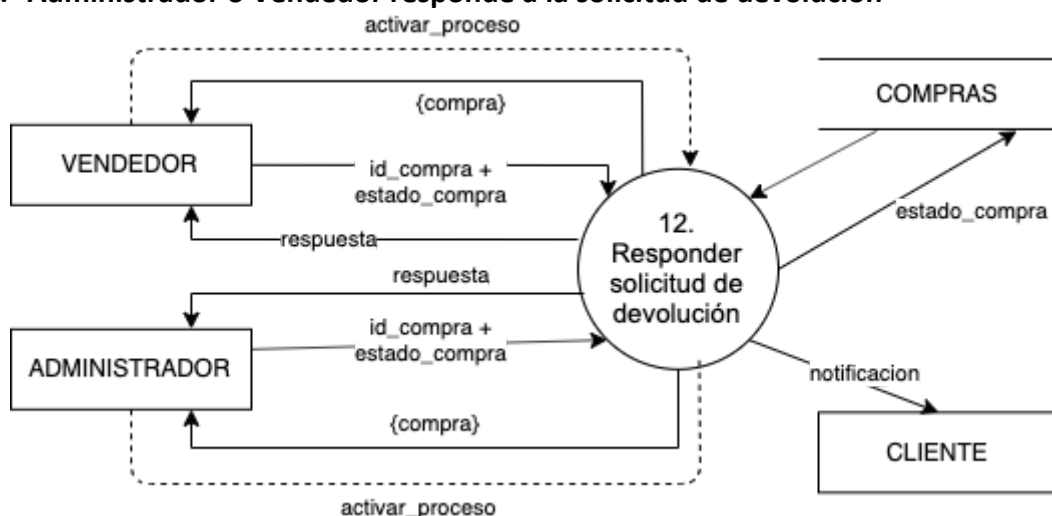 Administrador o Vendedor responde a la solicitud de devolución
activar_proceso
{compra}
COMPRAS
VENDEDOR
id_compra +
estado_compra
estado_compra
respuesta
12.
Responder
solicitud de
devolución
respuesta
id_compra +
estado_compra
ADMINISTRADOR
notificacion
{compra}
CLIENTE
activar_proceso